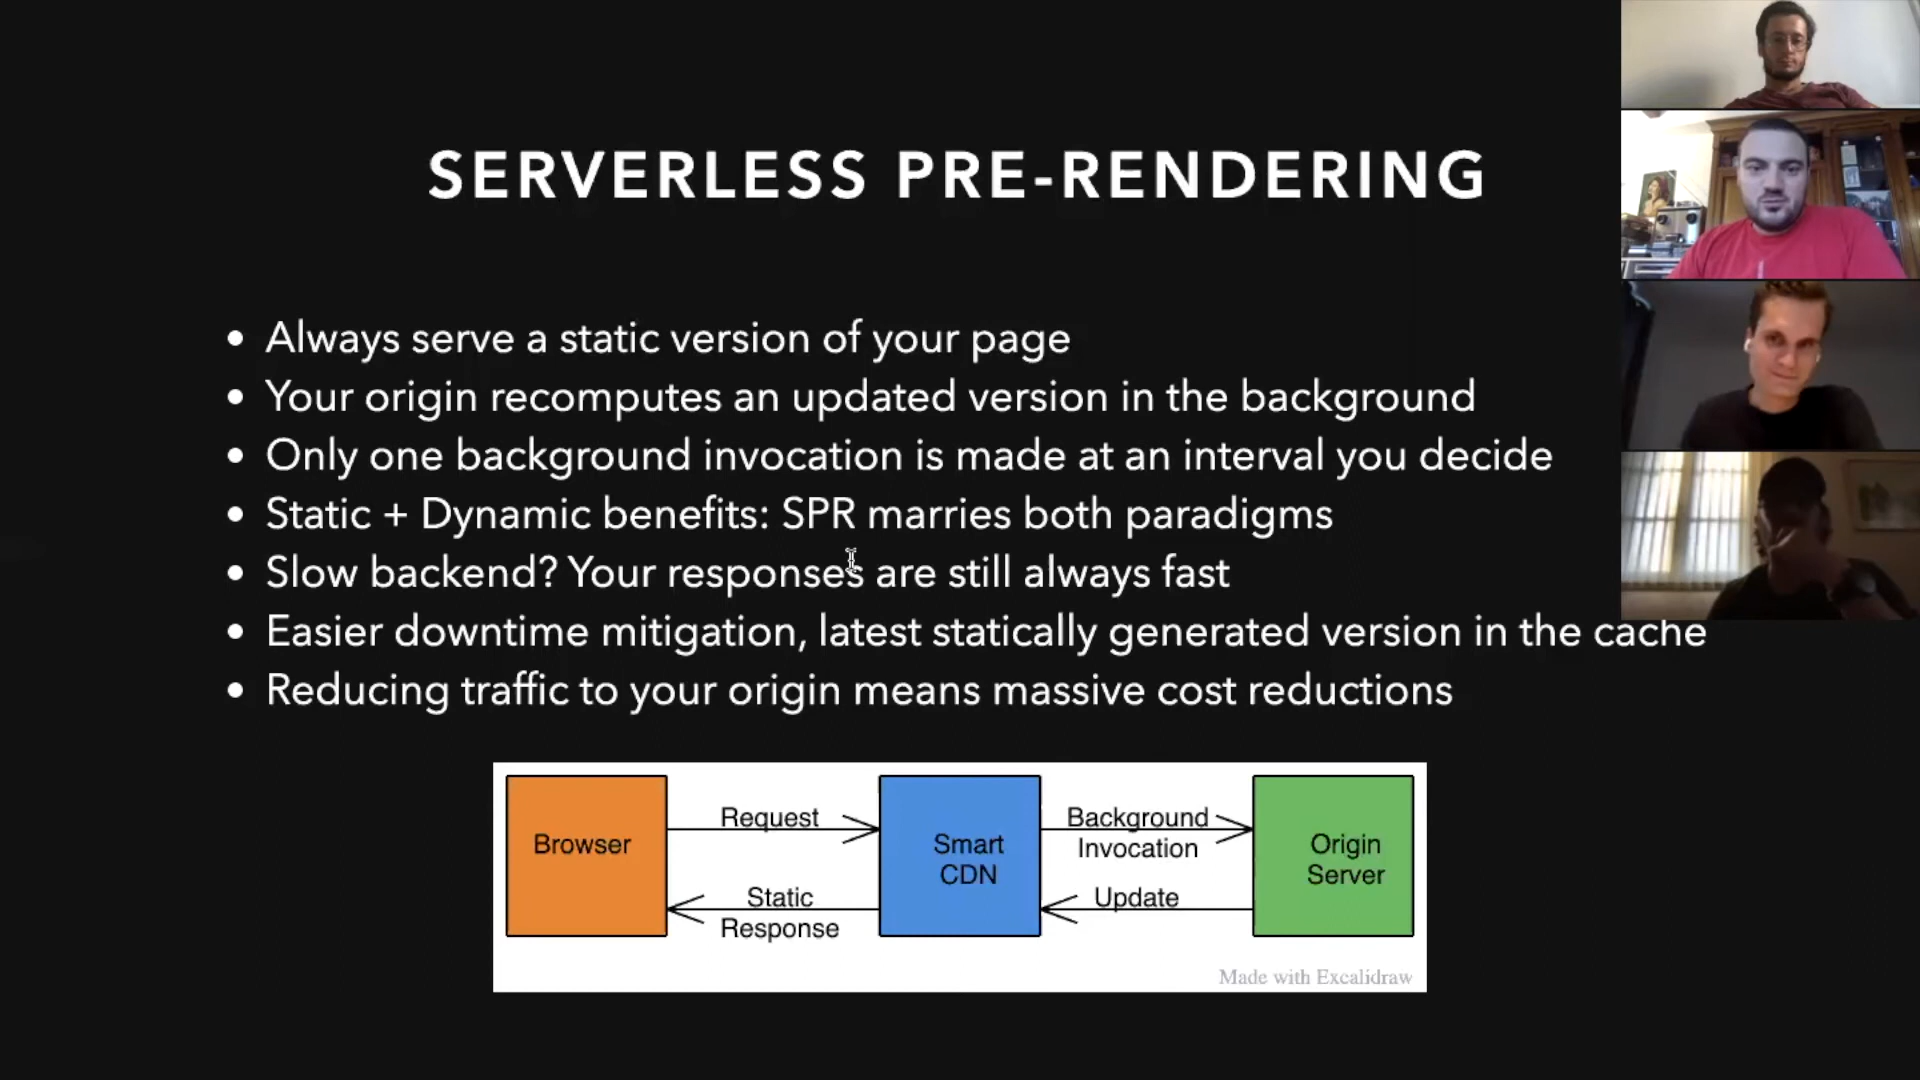 SERVERLESS PRE-RENDERING
• Always serve a static version of your page
• Your origin recomputes an updated version in the background
• Only one background invocation is made at an interval you decide
• Static + Dynamic benefits: SPR marries both paradigms
• Slow backend? Your responses are still always fast
• Easier downtime mitigation, latest statically generated version in the cache
• Reducing traffic to your origin means massive cost reductions
Browser
Request
Static
Response
Smart
CDN
Background
Invocation
Update
Origin
Server
Made with Excalidraw